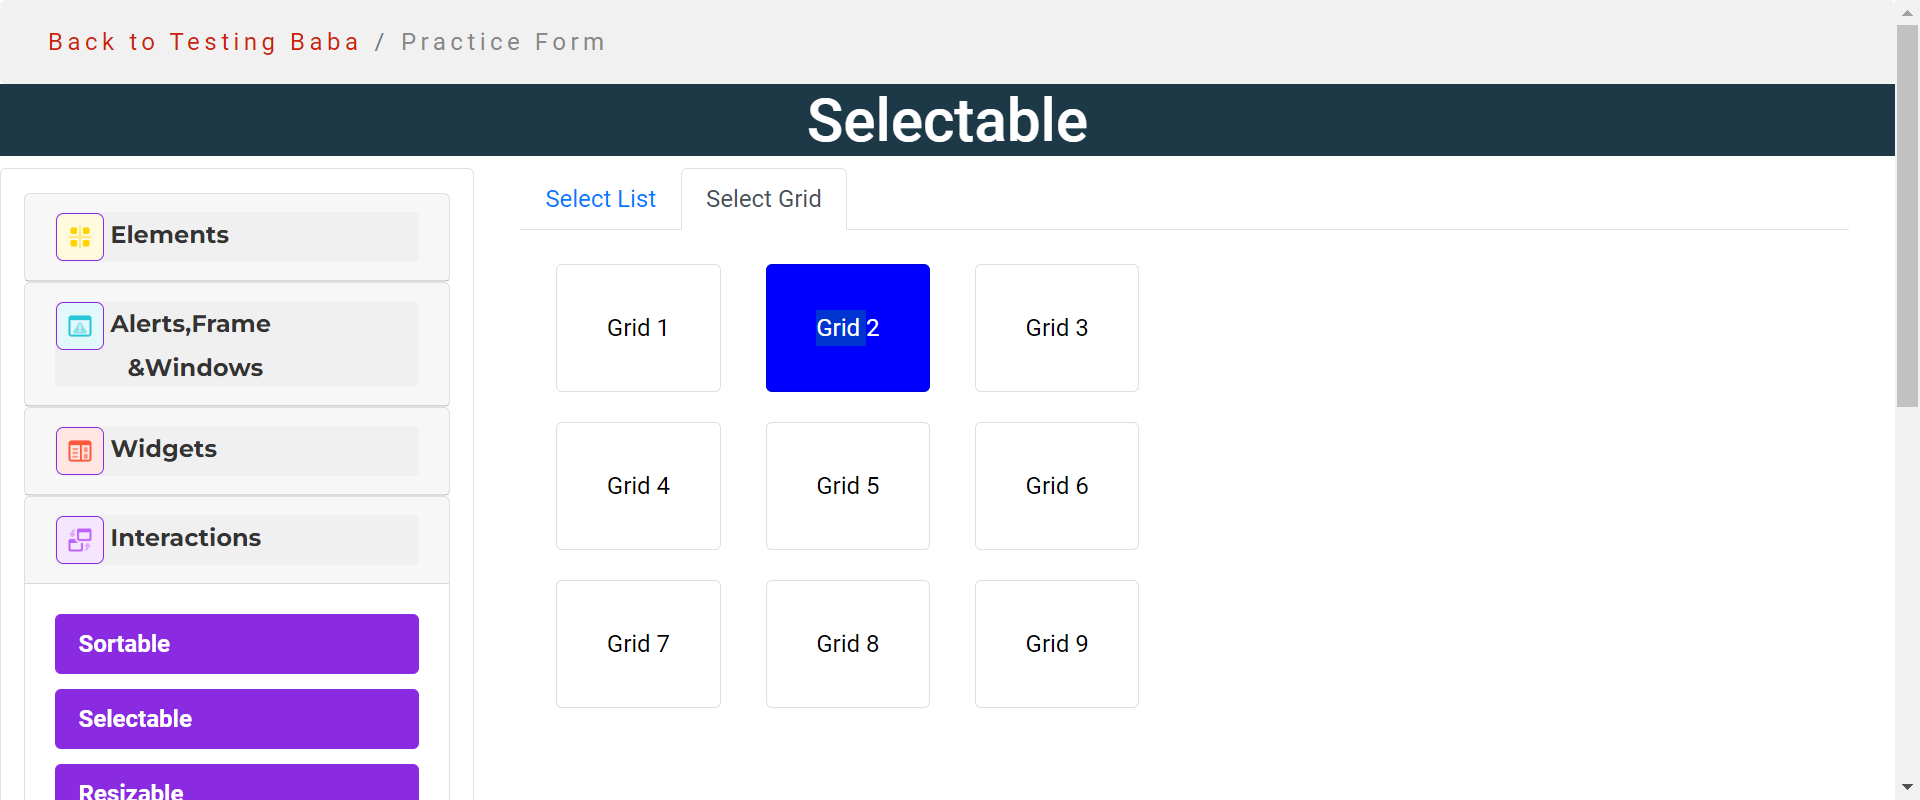 Back to Testing Baba / Practice Form
Selectable
Elements
Alerts,Frame
&Windows
Widgets
Interactions
Sortable
Selectable
Resizable
Select List
Select Grid
Grid 1
Grid 2
Grid 3
Grid 4
Grid 5
Grid 6
Grid 7
Grid 8
Grid 9